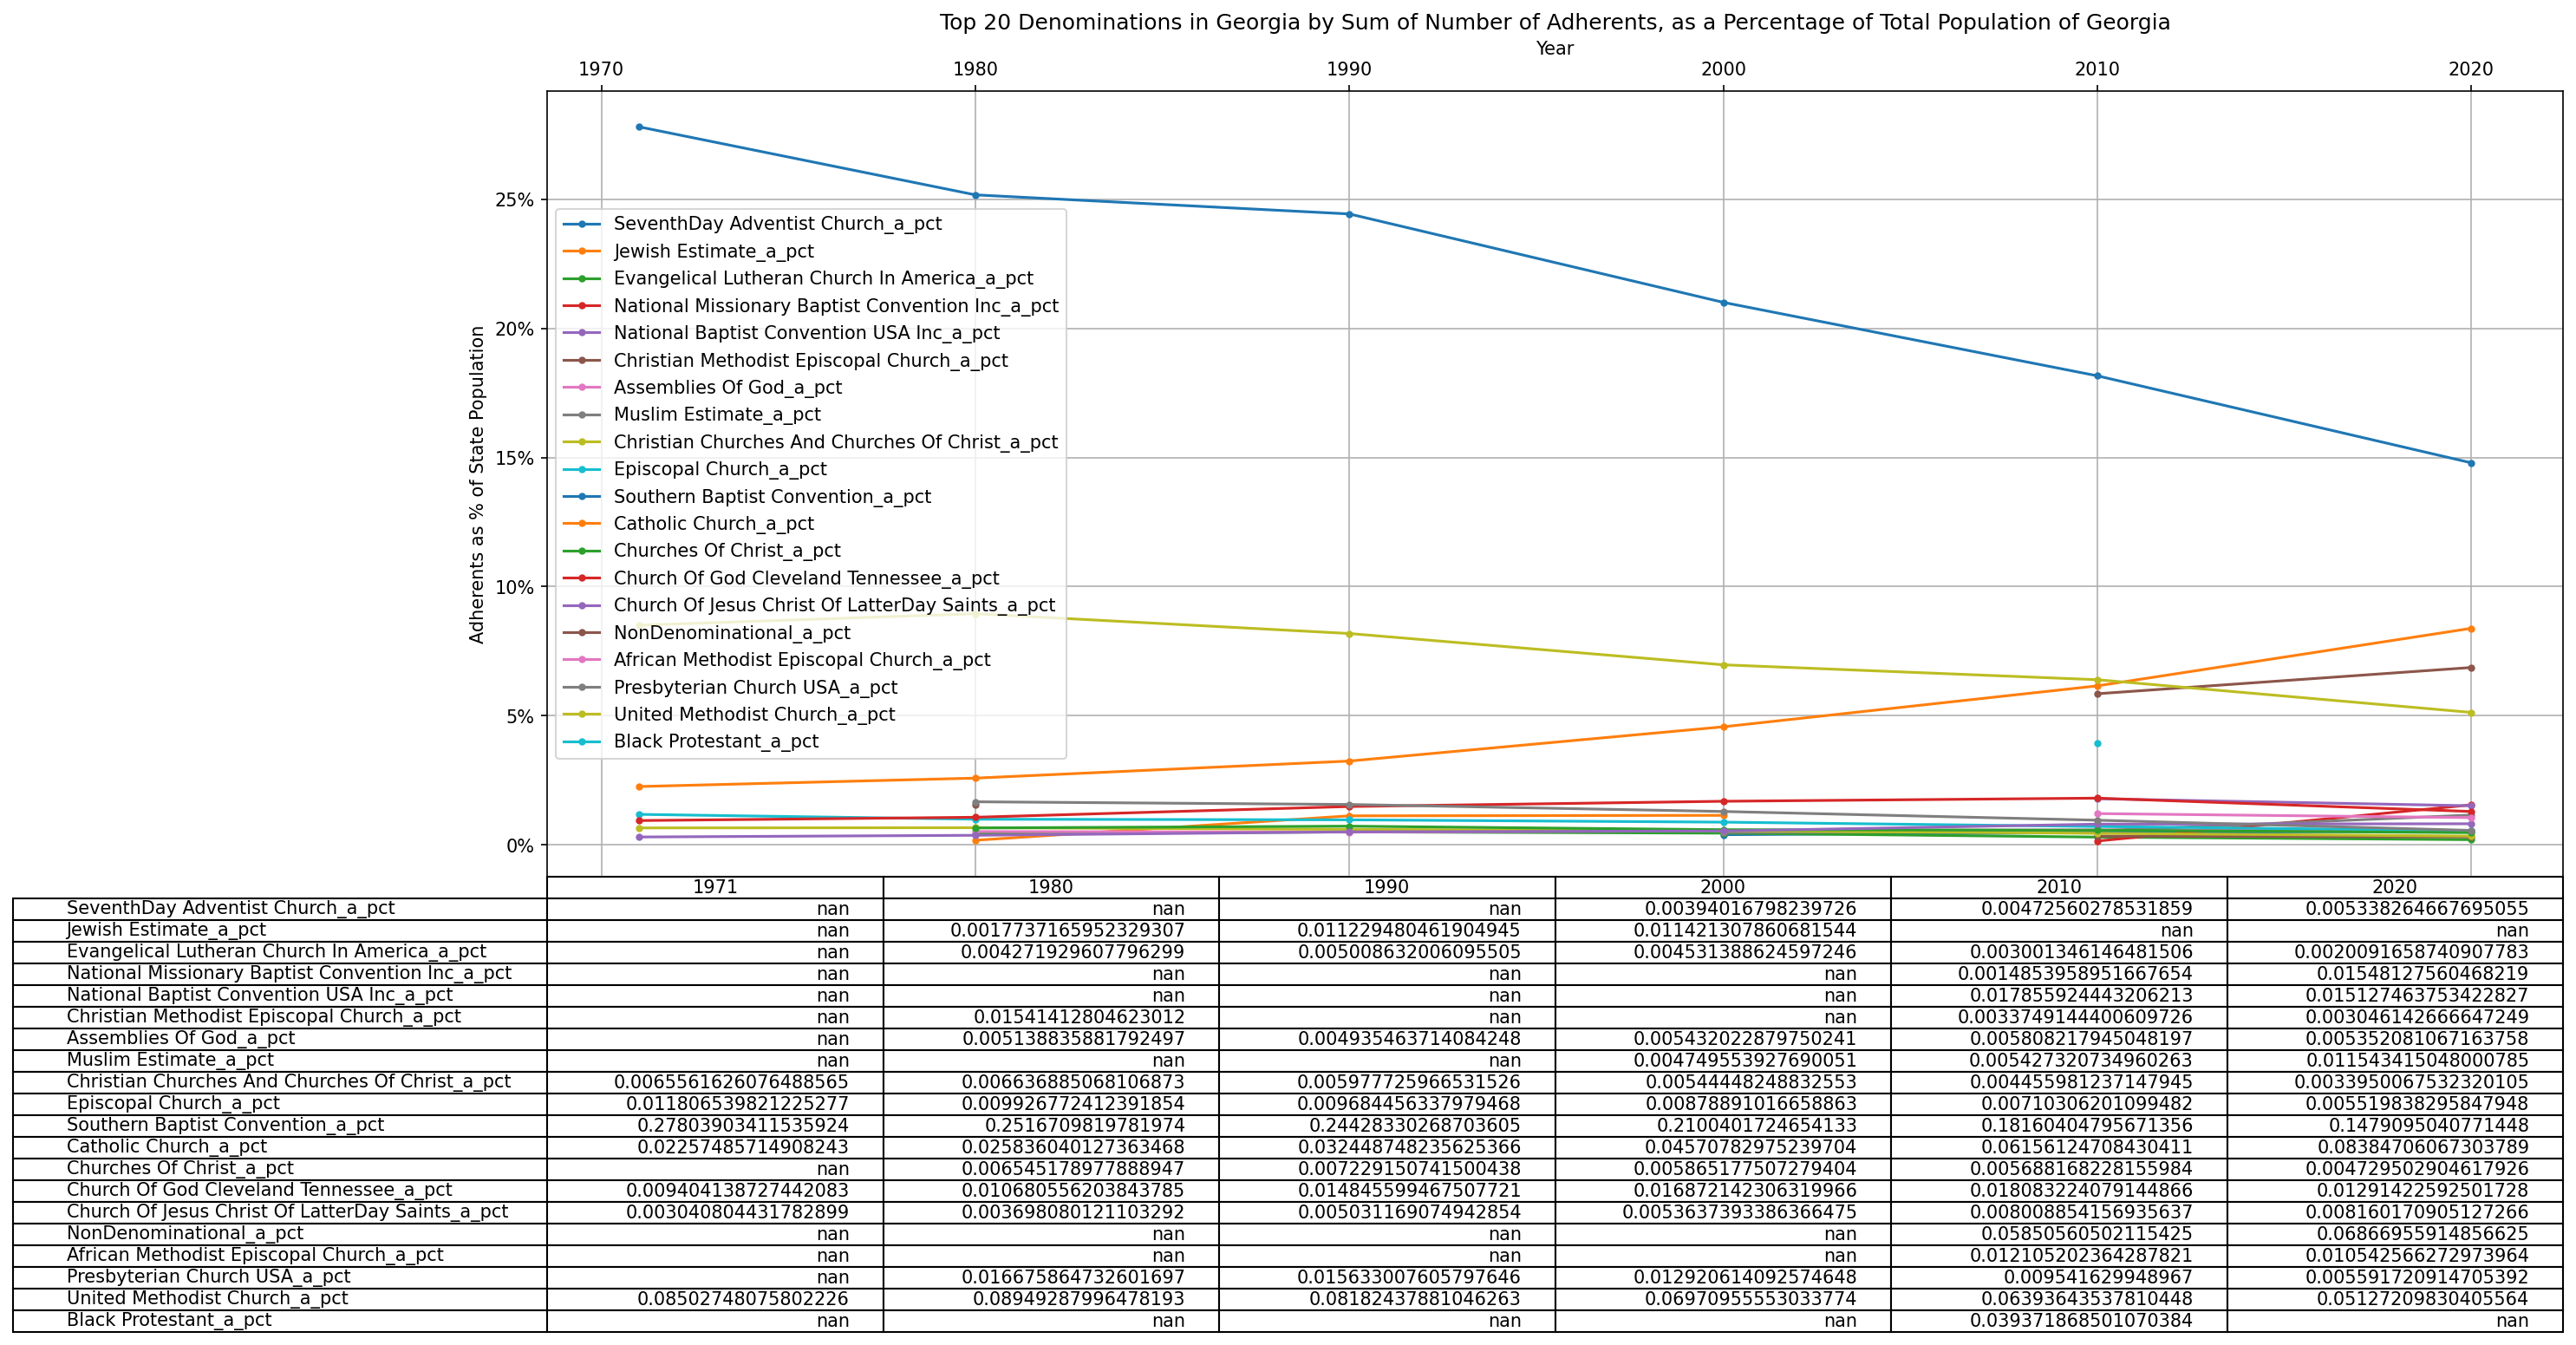 Top 20 Denominations in Georgia by Sum of Number of Adherents, as a Percentage of Total Population of Georgia
Year
1970 1980 1990 2000 2010 2020
Adherents as % of State Population
25%
20%
15%
10%
5%
0%
SeventhDay Adventist Church_a_pct
Jewish Estimate_a_pct
Evangelical Lutheran Church In America_a_pct
National Missionary Baptist Convention Inc_a_pct
National Baptist Convention USA Inc_a_pct
Christian Methodist Episcopal Church_a_pct
Assemblies Of God_a_pct
Muslim Estimate_a_pct
Christian Churches And Churches Of Christ_a_pct
Episcopal Church_a_pct
Southern Baptist Convention_a_pct
Catholic Church_a_pct
Churches Of Christ_a_pct
Church Of God Cleveland Tennessee_a_pct
Church Of Jesus Christ Of LatterDay Saints_a_pct
NonDenominational_a_pct
African Methodist Episcopal Church_a_pct
Presbyterian Church USA_a_pct
United Methodist Church_a_pct
Black Protestant_a_pct
1971 1980 1990 2000 2010 2020
SeventhDay Adventist Church_a_pct nan nan nan 0.00394016798239726 0.00472560278531859 0.005338264667695055
Jewish Estimate_a_pct nan 0.0017737165952329307 0.011229480461904945 0.011421307860681544 nan nan
Evangelical Lutheran Church In America_a_pct nan 0.004271929607796299 0.005008632006095505 0.004531388624597246 0.003001346146481506 0.0020091658740907783
National Missionary Baptist Convention Inc_a_pct nan nan nan nan 0.0014853958951667654 0.01548127560468219
National Baptist Convention USA Inc_a_pct nan nan nan nan 0.017855924443206213 0.015127463753422827
Christian Methodist Episcopal Church_a_pct nan 0.01541412804623012 nan nan 0.0033749144400609726 0.003046142666647249
Assemblies Of God_a_pct nan 0.005138835881792497 0.004935463714084248 0.005432022879750241 0.005808217945048197 0.005352081067163758
Muslim Estimate_a_pct nan nan nan 0.004749553927690051 0.005427320734960263 0.011543415048000785
Christian Churches And Churches Of Christ_a_pct 0.0065561626076488565 0.006636885068106873 0.005977725966531526 0.00544448248832553 0.004455981237147945 0.0033950067532320105
Episcopal Church_a_pct 0.011806539821225277 0.009926772412391854 0.009684456337979468 0.00878891016658863 0.00710306201099482 0.005519838295847948
Southern Baptist Convention_a_pct 0.27803903411535924 0.2516709819781974 0.24428330268703605 0.2100401724654133 0.18160404795671356 0.1479095040771448
Catholic Church_a_pct 0.02257485714908243 0.025836040127363468 0.032448748235625366 0.04570782975239704 0.06156124708430411 0.08384706067303789
Churches Of Christ_a_pct nan 0.006545178977888947 0.007229150741500438 0.005865177507279404 0.005688168228155984 0.004729502904617926
Church Of God Cleveland Tennessee_a_pct 0.009404138727442083 0.010680556203843785 0.014845599467507721 0.016872142306319966 0.018083224079144866 0.01291422592501728
Church Of Jesus Christ Of LatterDay Saints_a_pct 0.003040804431782899 0.003698080121103292 0.005031169074942854 0.0053637393386366475 0.008008854156935637 0.008160170905127266
NonDenominational_a_pct nan nan nan nan 0.05850560502115425 0.06866955914856625
African Methodist Episcopal Church_a_pct nan nan nan nan 0.012105202364287821 0.010542566272973964
Presbyterian Church USA_a_pct nan 0.016675864732601697 0.015633007605797646 0.012920614092574648 0.009541629948967 0.005591720914705392
United Methodist Church_a_pct 0.08502748075802226 0.08949287996478193 0.08182437881046263 0.06970955553033774 0.06393643537810448 0.05127209830405564
Black Protestant_a_pct nan nan nan nan 0.039371868501070384 nan